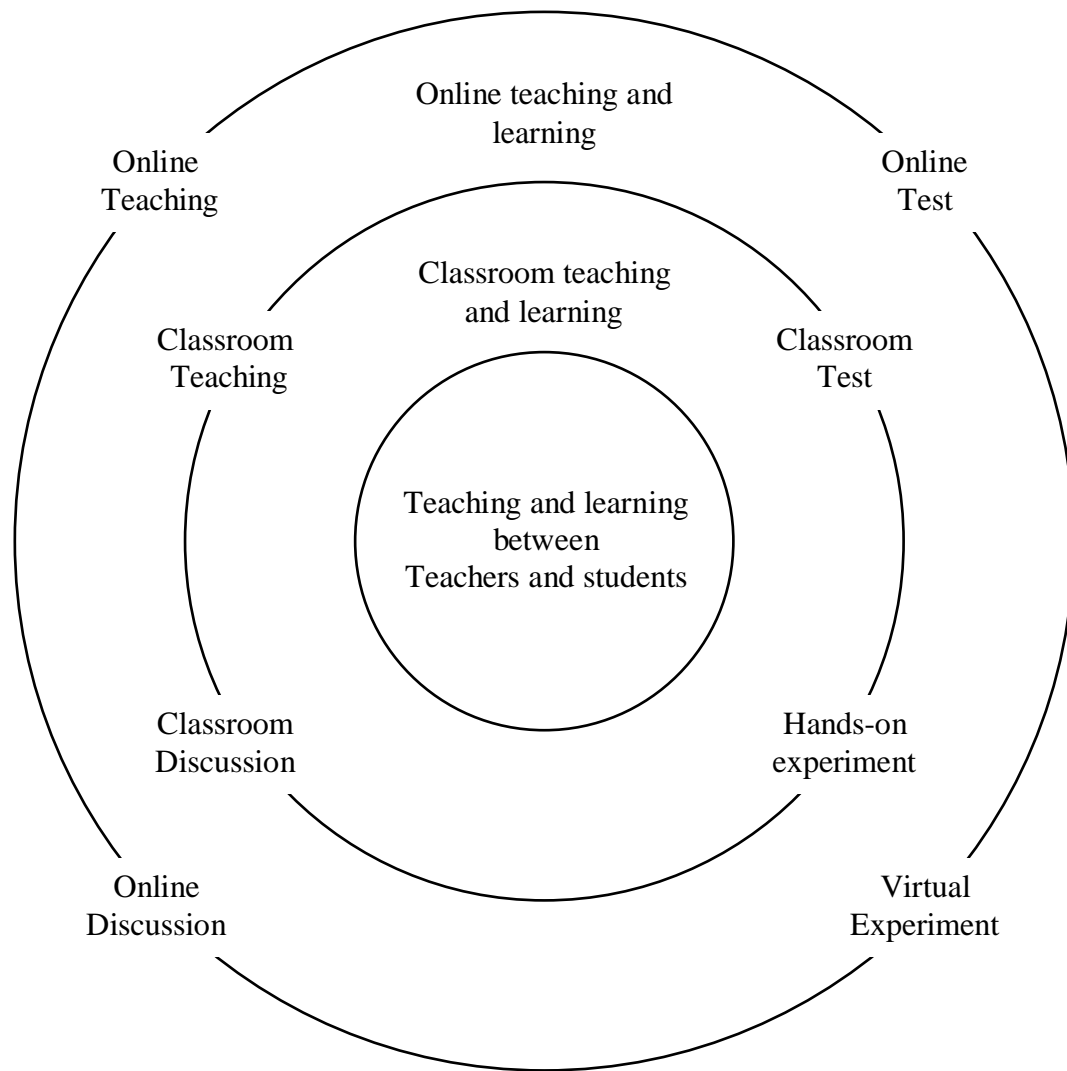 Online teaching and
learning
Online
Teaching
Online
Test
Classroom teaching
and learning
Classroom
Teaching
Classroom
Test
Teaching and learning
between
Teachers and students
Classroom
Discussion
Hands-on
experiment
Online
Discussion
Virtual
Experiment